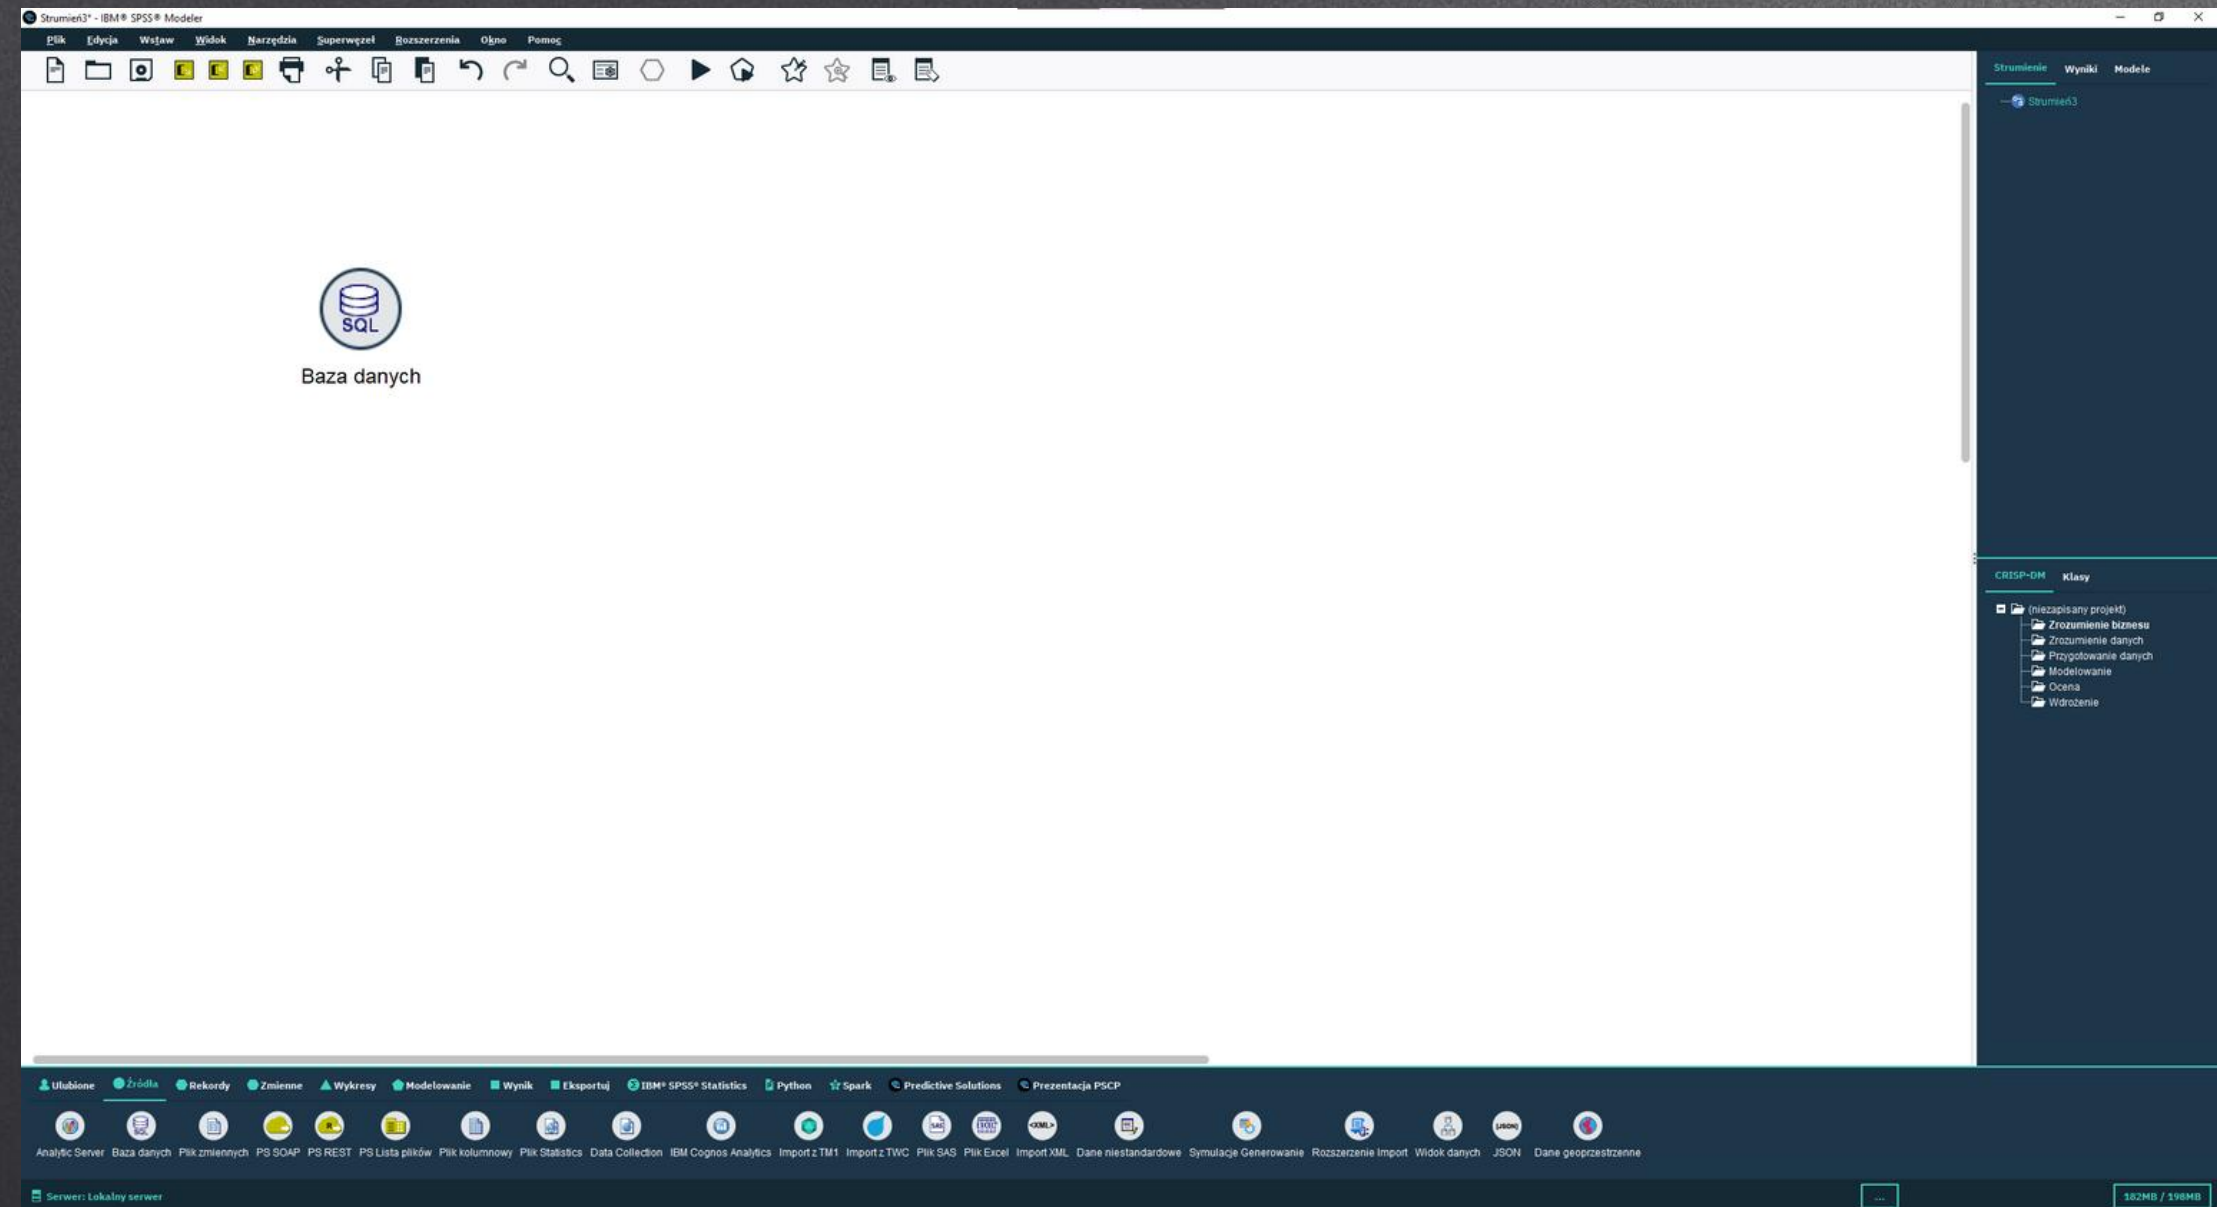 Strumień3* - IBM® SPSS® Modeler
Plik Edycja Wstaw Widok Narzędzia Superwęzeł Rozszerzenia Okno Pomoc
Strumienie Wyniki Modele
Strumień3
SQL
Baza danych
CRISP-DM Klasy
(niezapisany projekt)
Zrozumienie biznesu
Zrozumienie danych
Przygotowanie danych
Modelowanie
Ocena
Wdrożenie
Ulubione Źródła Rekordy Zmienne Wykresy Modelowanie Wynik Eksportuj IBM® SPSS® Statistics Python Spark Predictive Solutions Prezentacja PSCP
SQL R SAS <XML> {JSON}
Analytic Server Baza danych Plik zmiennych PS SOAP PS REST PS Lista plików Plik kolumnowy Plik Statistics Data Collection IBM Cognos Analytics Import z TM1 Import z TWC Plik SAS Plik Excel Import XML Dane niestandardowe Symulacje Generowanie Rozszerzenie Import Widok danych JSON Dane geoprzestrzenne
Serwer: Lokalny serwer ... 182MB / 198MB